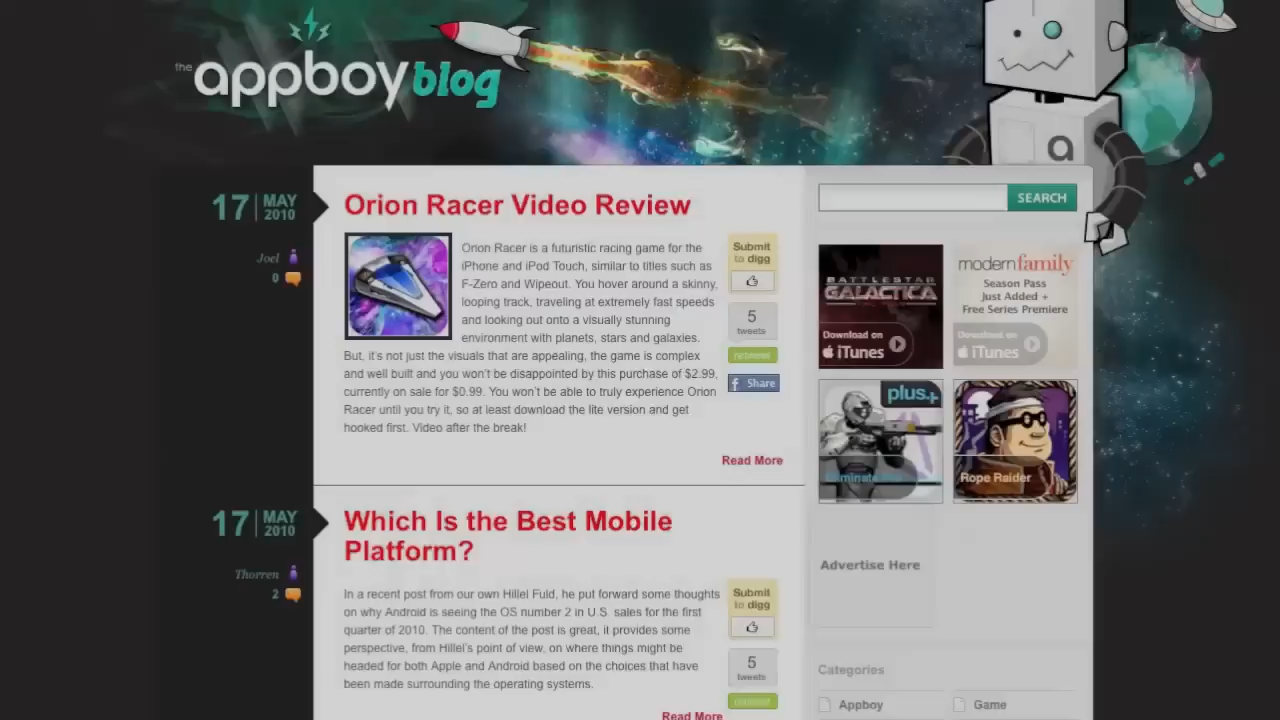 the appboy blog
a
17 MAY 2010
Joel
0
Orion Racer Video Review
Orion Racer is a futuristic racing game for the
iPhone and iPod Touch, similar to titles such as
F-Zero and Wipeout. You hover around a skinny,
looping track, traveling at extremely fast speeds
and looking out onto a visually stunning
environment with planets, stars and galaxies.
But, it's not just the visuals that are appealing, the game is complex
and well built and you won't be disappointed by this purchase of $2.99,
currently on sale for $0.99. You won't be able to truly experience Orion
Racer until you try it, so at least download the lite version and get
hooked first. Video after the break!
Submit
to digg
5
tweets
retweet
Share
Read More
17 MAY 2010
Thorren
2
Which Is the Best Mobile
Platform?
In a recent post from our own Hillel Fuld, he put forward some thoughts
on why Android is seeing the OS number 2 in U.S. sales for the first
quarter of 2010. The content of the post is great, it provides some
perspective, from Hillel's point of view, on where things might be
headed for both Apple and Android based on the choices that have
been made surrounding the operating systems.
Submit
to digg
5
tweets
retweet
Read More
SEARCH
BATTLESTAR
GALACTICA
Download on
iTunes
modern family
Season Pass
Just Added +
Free Series Premiere
Download on
iTunes
plus+
Rope Raider
Advertise Here
Categories
Appboy
Game